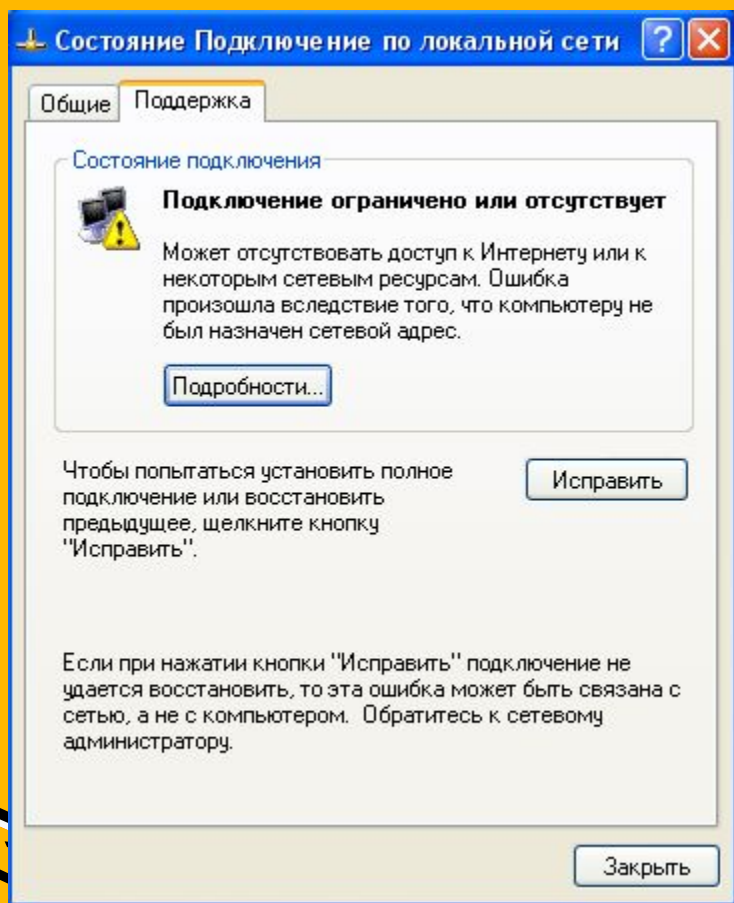 Состояние Подключение по локальной сети
Общие
Поддержка
Состояние подключения
Подключение ограничено или отсутствует
Может отсутствовать доступ к Интернету или к
некоторым сетевым ресурсам. Ошибка
произошла вследствие того, что компьютеру не
был назначен сетевой адрес.
Подробности...
Чтобы попытаться установить полное
подключение или восстановить
предыдущее, щелкните кнопку
"Исправить".
Исправить
Если при нажатии кнопки "Исправить" подключение не
удается восстановить, то эта ошибка может быть связана с
сетью, а не с компьютером. Обратитесь к сетевому
администратору.
Закрыть